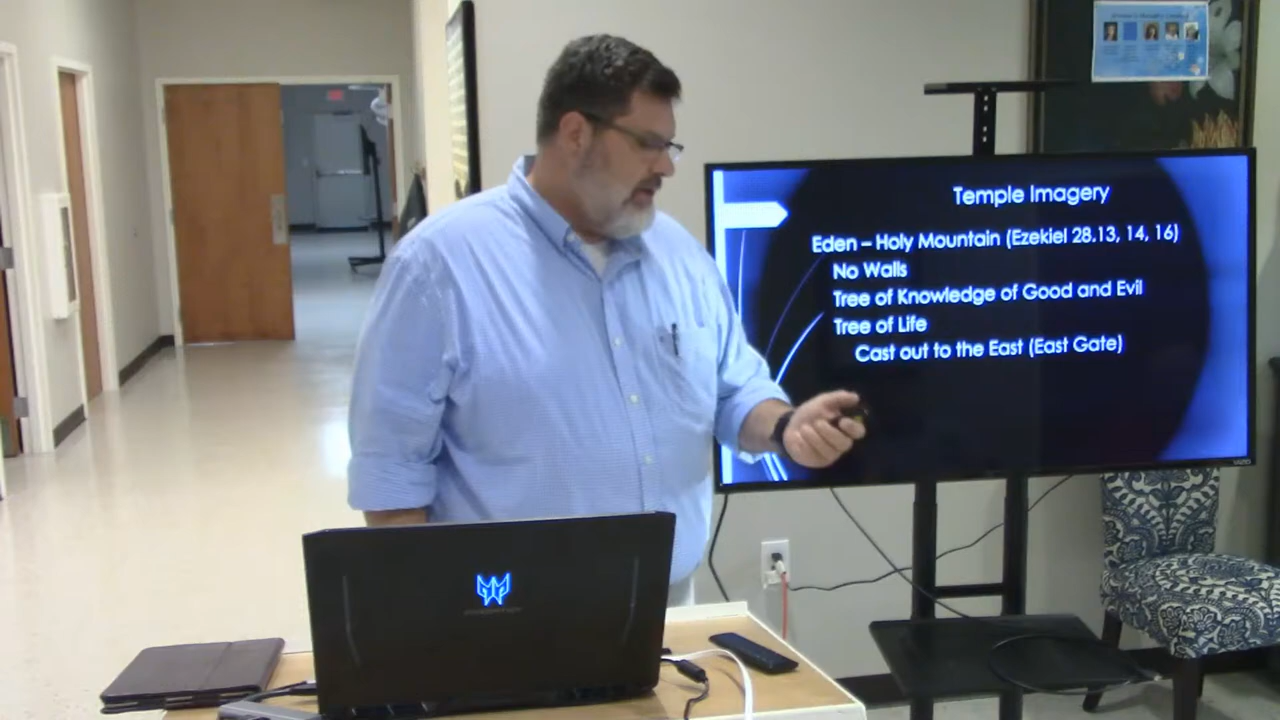 Temple Imagery
Eden – Holy Mountain (Ezekiel 28.13, 14, 16)
No Walls
Tree of Knowledge of Good and Evil
Tree of Life
Cast out to the East (East Gate)